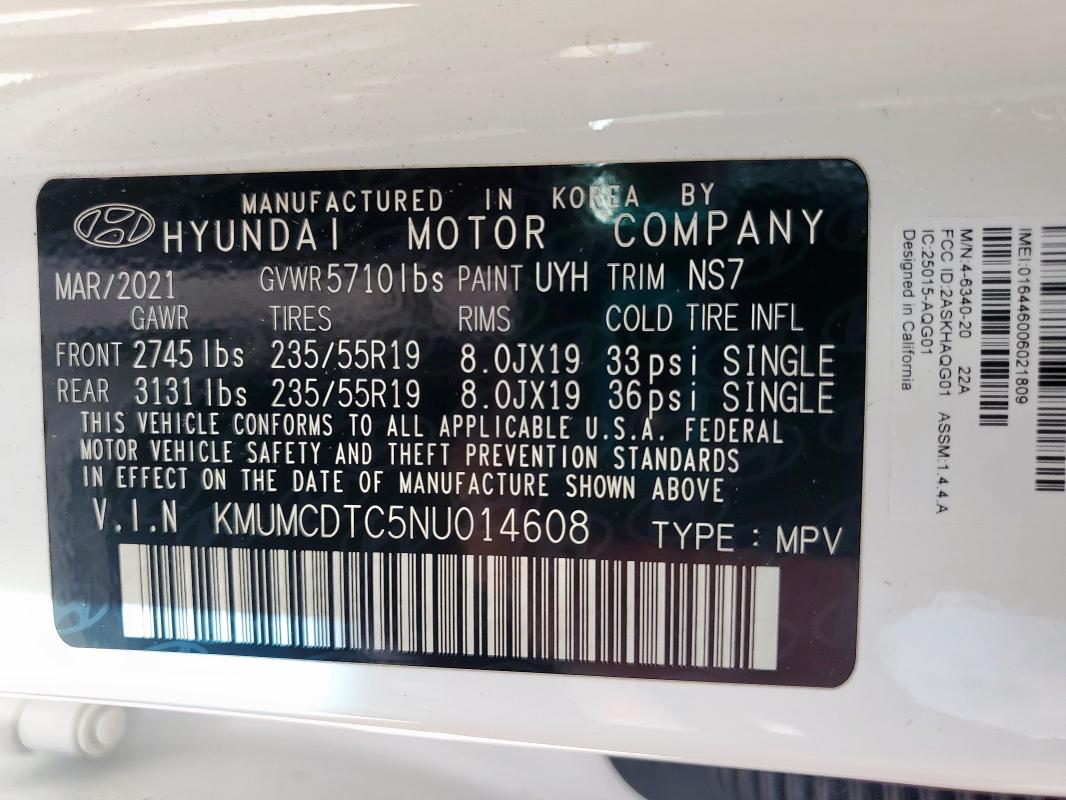 MANUFACTURED IN KOREA BY
HYUNDAI MOTOR COMPANY
MAR/2021 GVWR 5710lbs PAINT UYH TRIM NS7
GAWR TIRES RIMS COLD TIRE INFL
FRONT 2745 lbs 235/55R19 8.0JX19 33psi SINGLE
REAR 3131 lbs 235/55R19 8.0JX19 36psi SINGLE
THIS VEHICLE CONFORMS TO ALL APPLICABLE U.S.A. FEDERAL
MOTOR VEHICLE SAFETY AND THEFT PREVENTION STANDARDS
IN EFFECT ON THE DATE OF MANUFACTURE SHOWN ABOVE
V.I.N KMUMCDTC5NU014608 TYPE : MPV
IMEI:016446006021809
M/N:4-6340-20 22A
FCC ID:2ASKHAQG01 ASSM:1.4.4.A
IC:25015-AQG01
Designed in California